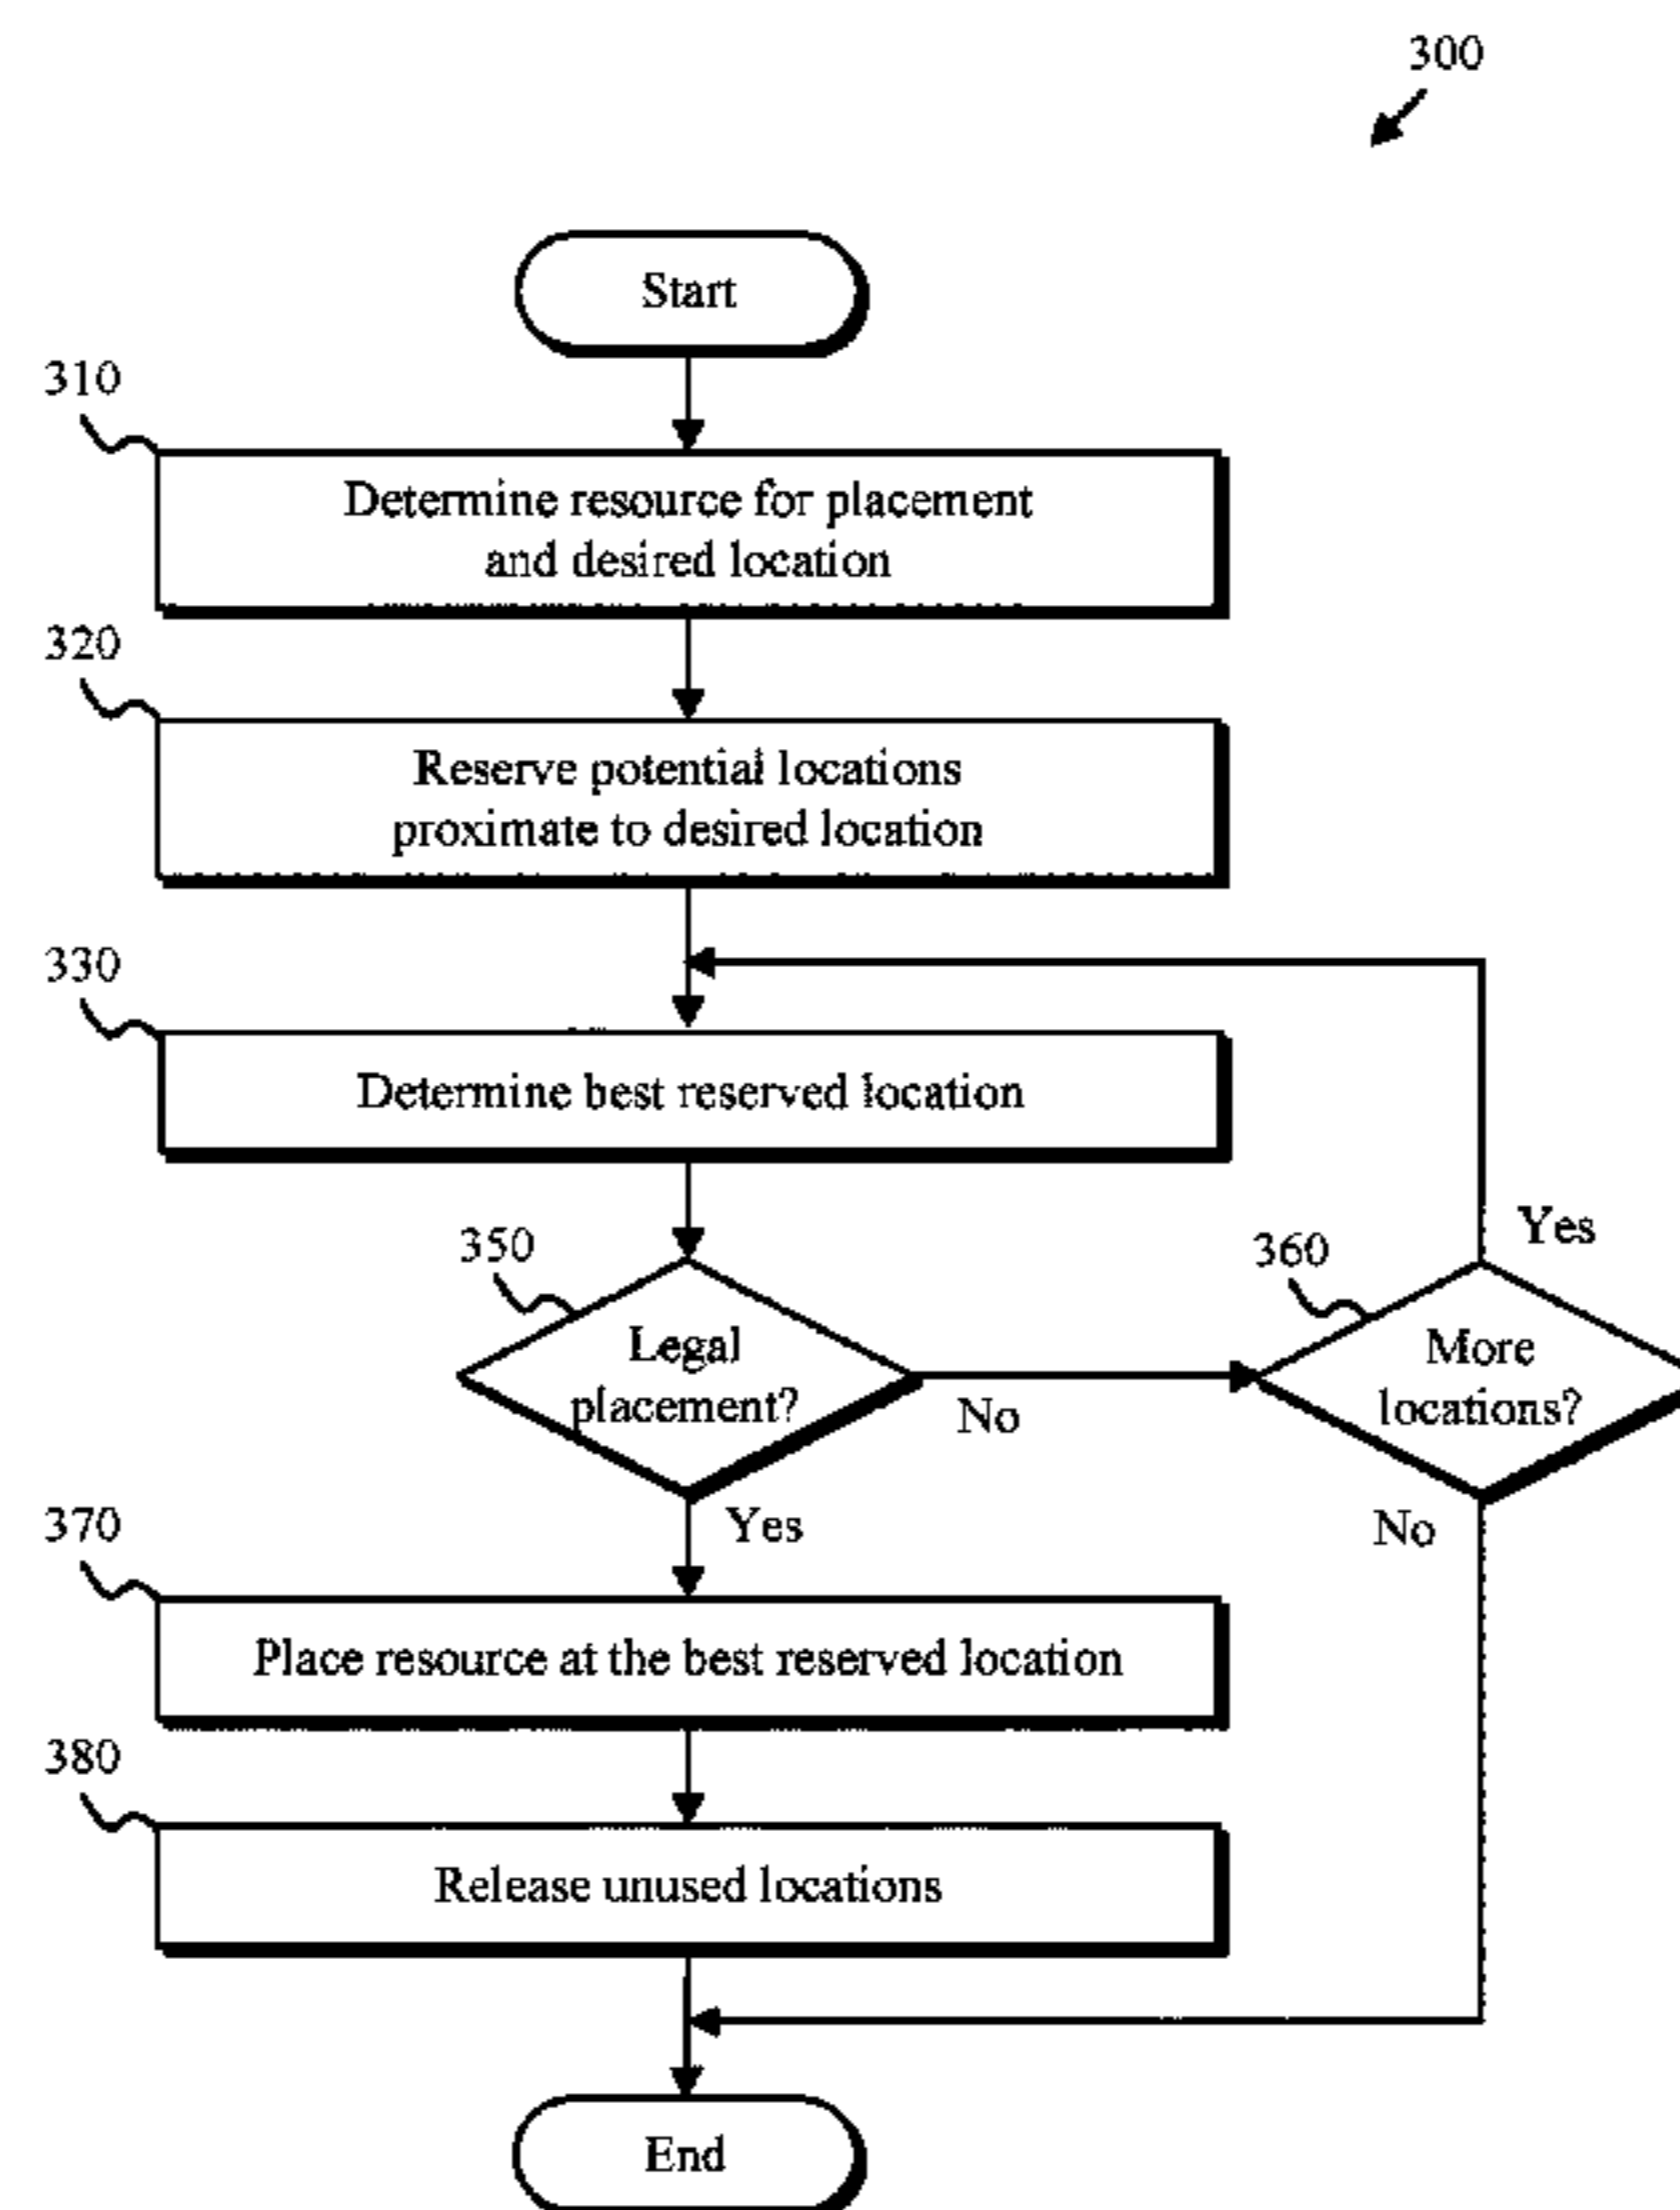 300
Start
310
Determine resource for placement
and desired location
320
Reserve potential locations
proximate to desired location
330
Determine best reserved location
350
Legal
placement?
No
Yes
360
More
locations?
Yes
No
370
Place resource at the best reserved location
380
Release unused locations
End